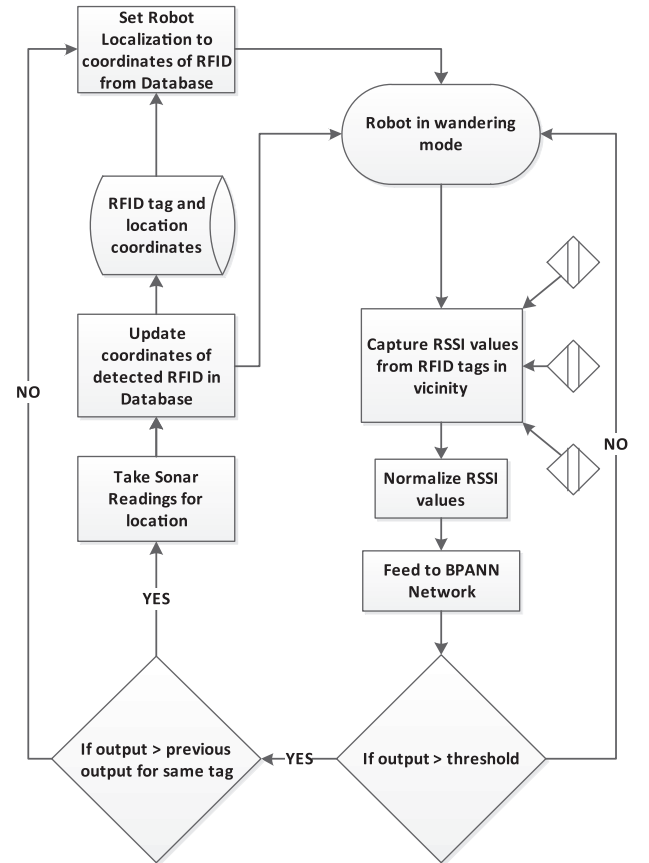 Set Robot
Localization to
coordinates of RFID
from Database
Robot in wandering
mode
RFID tag and
location
coordinates
Update
coordinates of
detected RFID in
Database
Capture RSSI values
from RFID tags in
vicinity
NO
NO
Take Sonar
Readings for
location
Normalize RSSI
values
Feed to BPANN
Network
YES
If output > previous
output for same tag
YES
If output > threshold